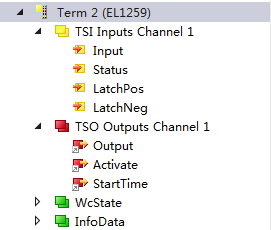 Term 2 (EL1259)
TSI Inputs Channel 1
Input
Status
LatchPos
LatchNeg
TSO Outputs Channel 1
Output
Activate
StartTime
WcState
InfoData